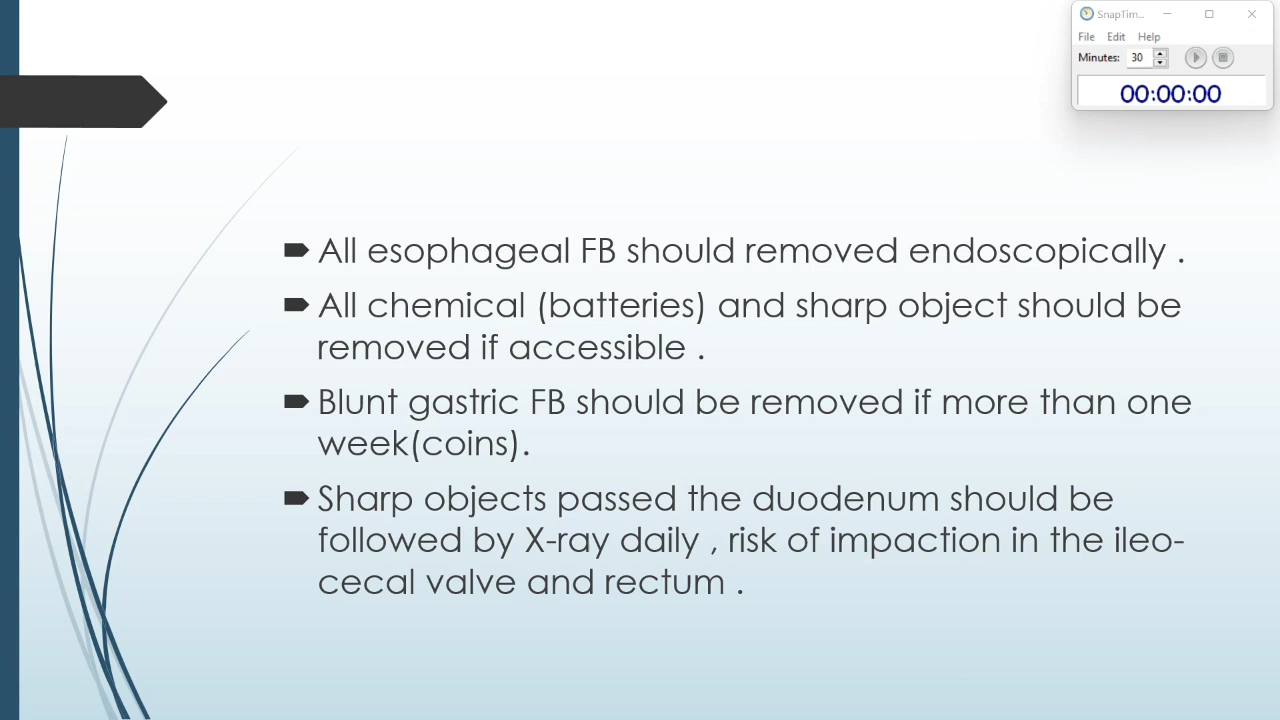 SnapTim...
File Edit Help
Minutes: 30
00:00:00
All esophageal FB should removed endoscopically .
All chemical (batteries) and sharp object should be
removed if accessible .
Blunt gastric FB should be removed if more than one
week(coins).
Sharp objects passed the duodenum should be
followed by X-ray daily , risk of impaction in the ileo-
cecal valve and rectum .